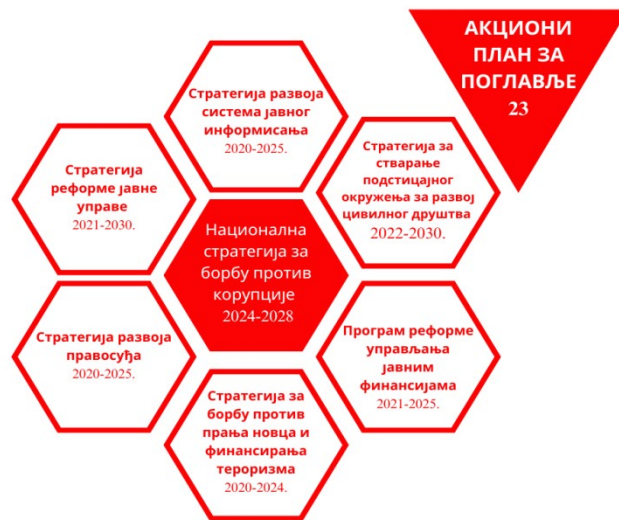 АКЦИОНИ
ПЛАН ЗА
ПОГЛАВЉЕ
23
Стратегија развоја
система јавног
информисања
2020-2025.
Стратегија за
стварање
подстицајног
окружења за развој
цивилног друштва
2022-2030.
Стратегија
реформе јавне
управе
2021-2030.
Национална
стратегија за
борбу против
корупције
2024-2028
Стратегија развоја
правосуђа
2020-2025.
Програм реформе
управљања
јавним
финансијама
2021-2025.
Стратегија за
борбу против
прања новца и
финансирања
тероризма
2020-2024.